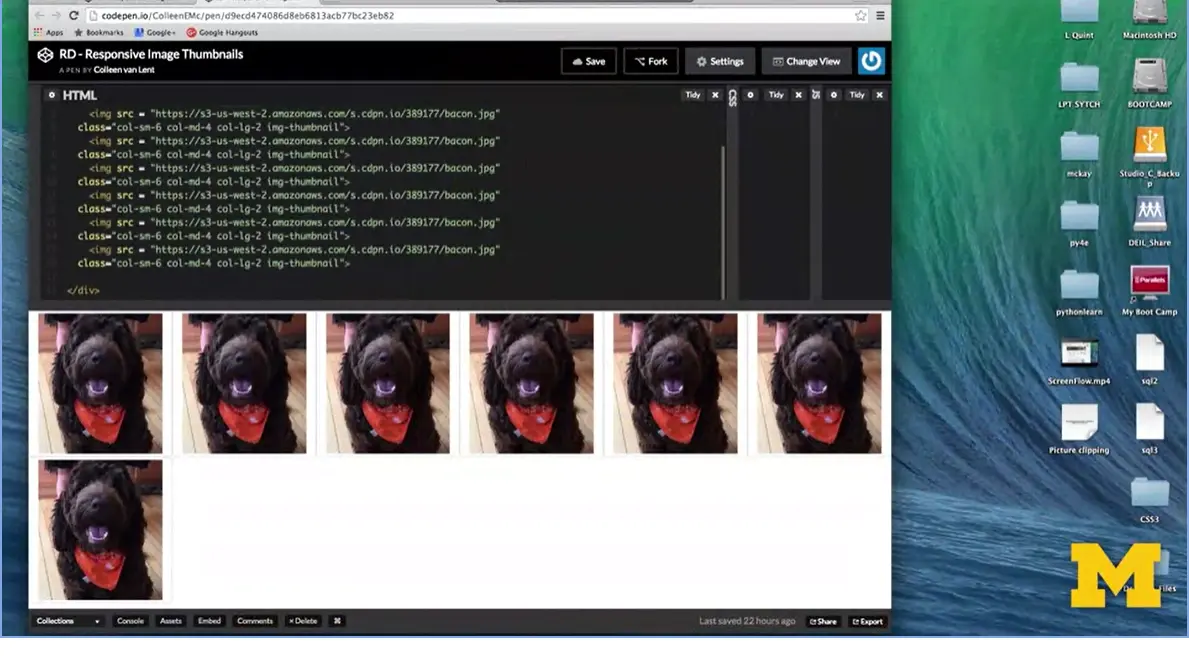 codepen.io/ColleenEMc/pen/d9ecd474086d8eb6813acb77bc23eb82
Apps Bookmarks Google+ Google Hangouts
RD - Responsive Image Thumbnails
A PEN BY Colleen van Lent
Save Fork Settings Change View
HTML Tidy CSS Tidy JS Tidy
<img src = "https://s3-us-west-2.amazonaws.com/s.cdpn.io/389177/bacon.jpg"
class="col-sm-6 col-md-4 col-lg-2 img-thumbnail">
<img src = "https://s3-us-west-2.amazonaws.com/s.cdpn.io/389177/bacon.jpg"
class="col-sm-6 col-md-4 col-lg-2 img-thumbnail">
<img src = "https://s3-us-west-2.amazonaws.com/s.cdpn.io/389177/bacon.jpg"
class="col-sm-6 col-md-4 col-lg-2 img-thumbnail">
<img src = "https://s3-us-west-2.amazonaws.com/s.cdpn.io/389177/bacon.jpg"
class="col-sm-6 col-md-4 col-lg-2 img-thumbnail">
<img src = "https://s3-us-west-2.amazonaws.com/s.cdpn.io/389177/bacon.jpg"
class="col-sm-6 col-md-4 col-lg-2 img-thumbnail">
<img src = "https://s3-us-west-2.amazonaws.com/s.cdpn.io/389177/bacon.jpg"
class="col-sm-6 col-md-4 col-lg-2 img-thumbnail">
</div>
Collections Console Assets Embed Comments × Delete ⌘ Last saved 22 hours ago Share Export
L Quint Macintosh HD
LPT SYTCH BOOTCAMP
mckay Studio_C_Backu
p
py4e DEIL_Share
Parallels
pythonlearn My Boot Camp
ScreenFlow.mp4 sql2
Picture clipping sql3
CSS3
M
iles